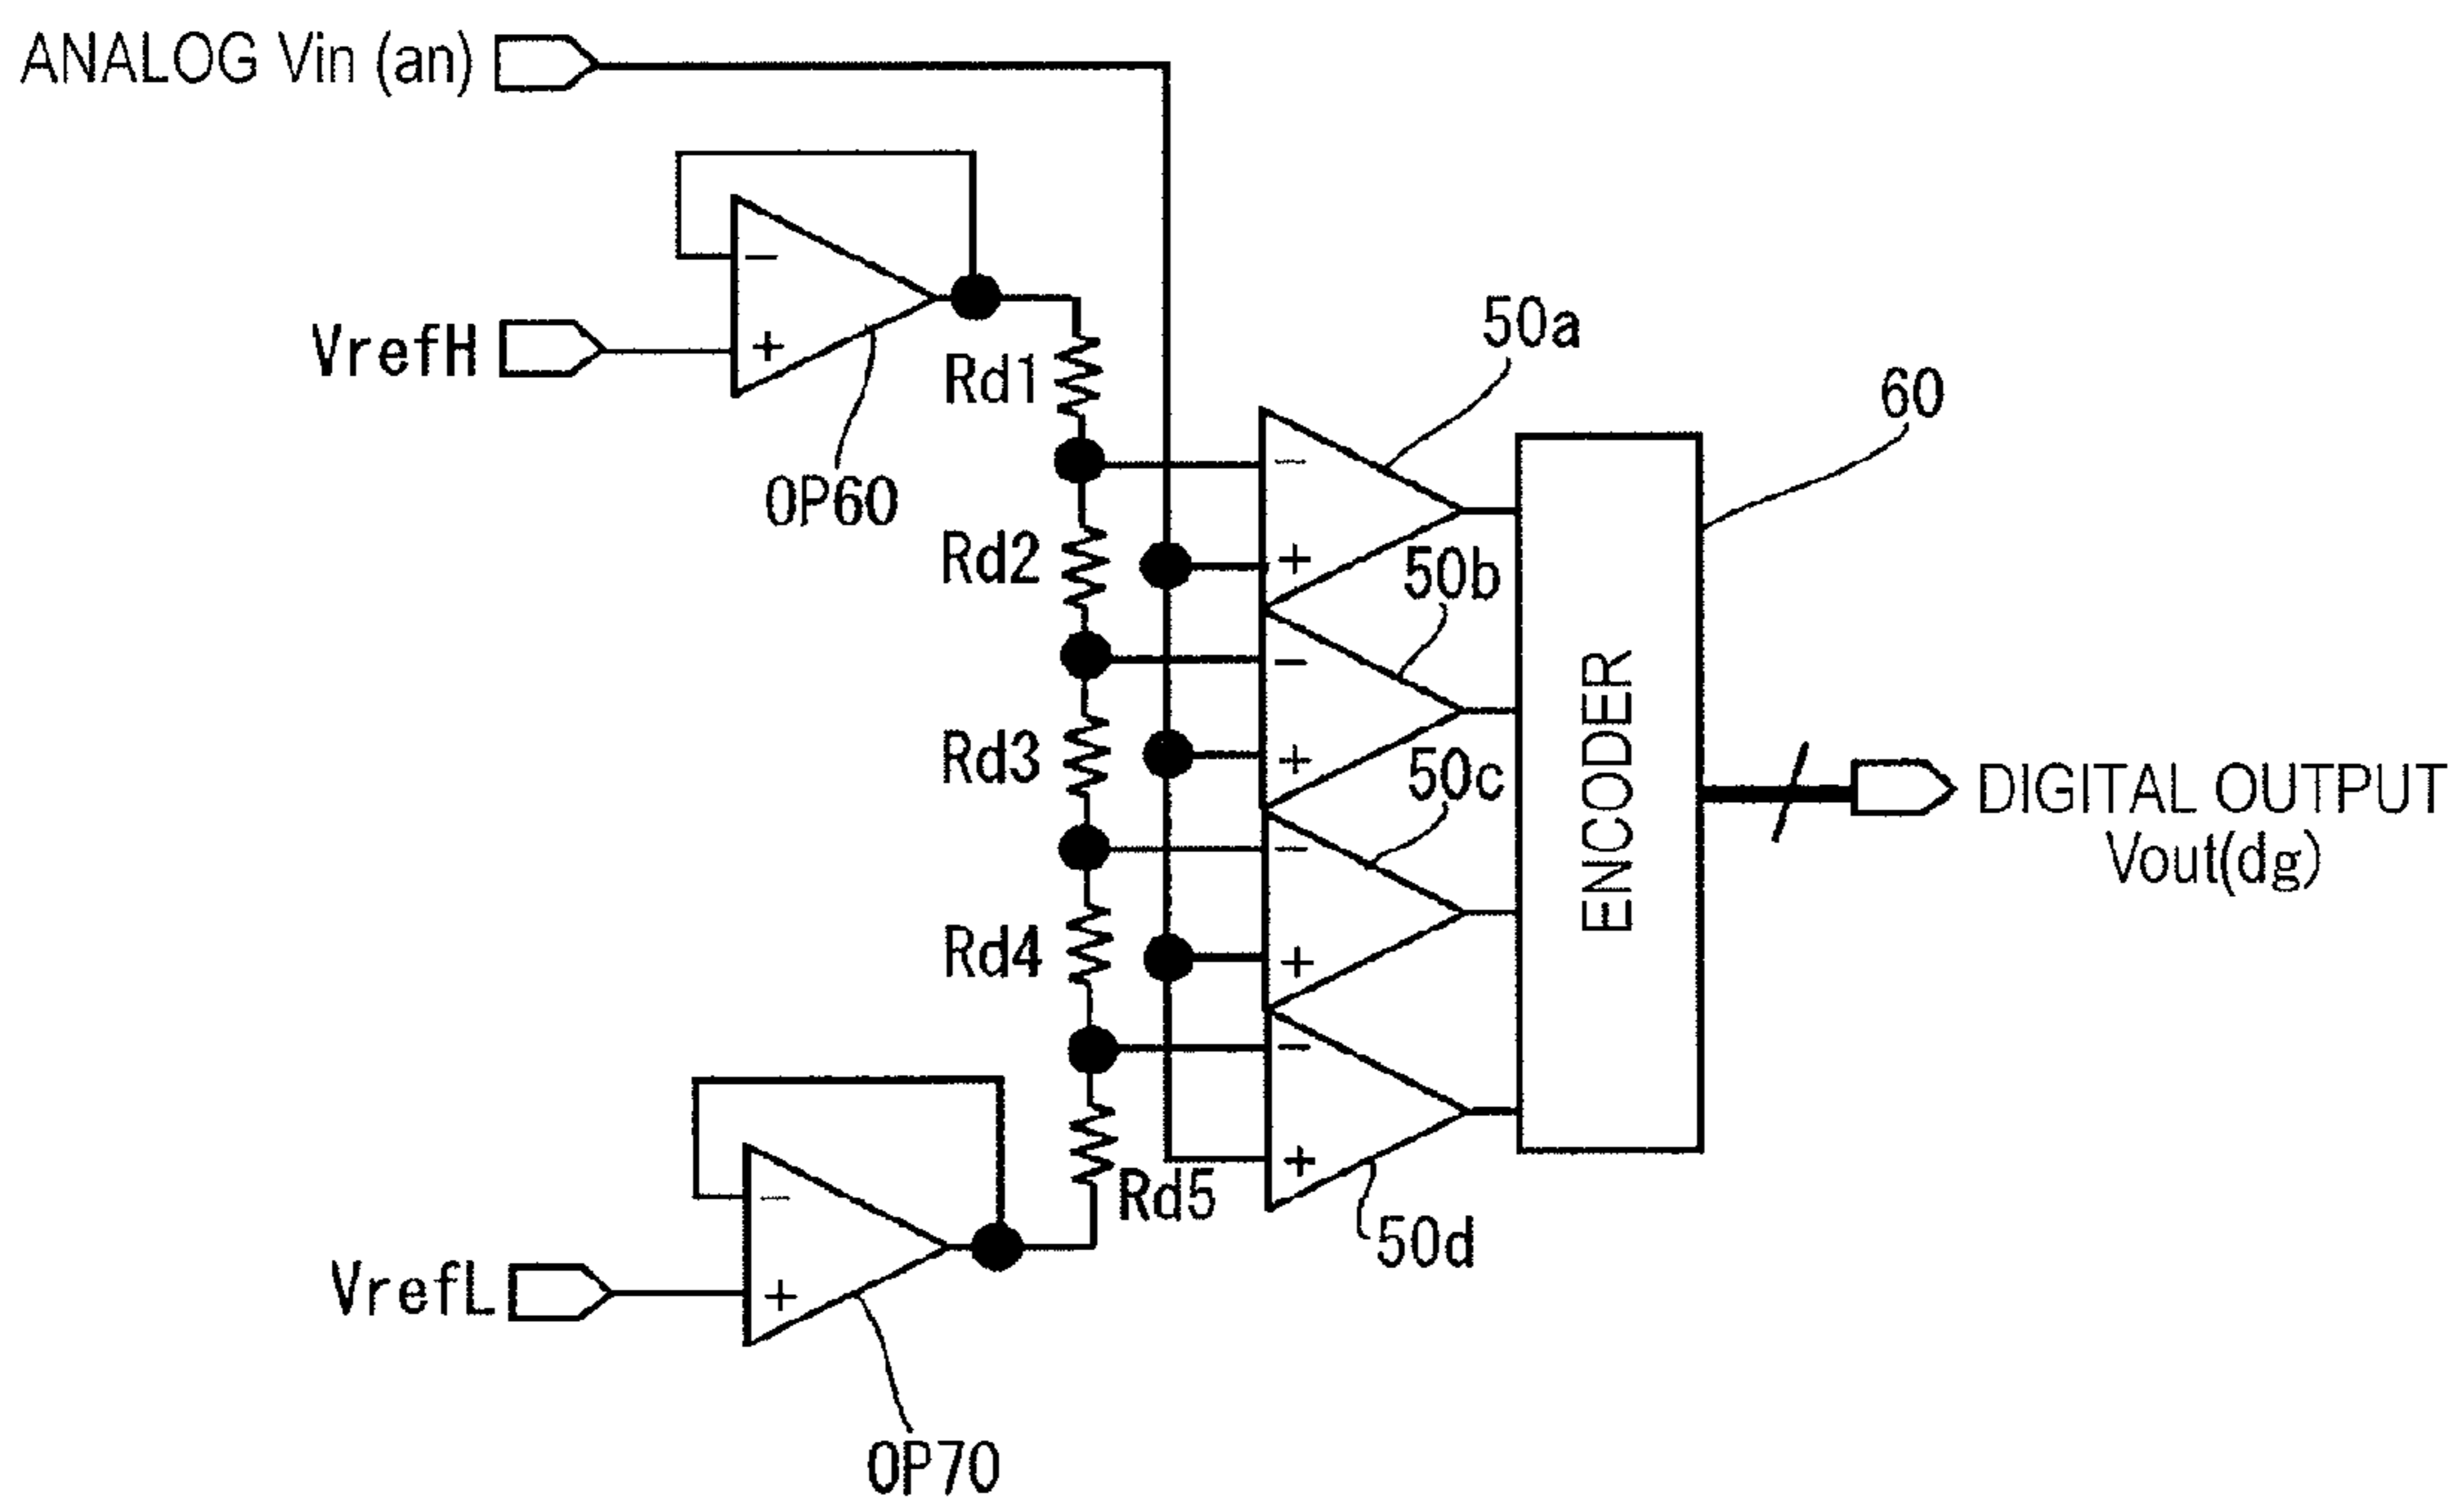 ANALOG Vin (an)
VrefH
OP60
Rd1
Rd2
Rd3
Rd4
Rd5
VrefL
OP70
50a
50b
50c
50d
60
ENCODER
DIGITAL OUTPUT
Vout(dg)
−
+
−
+
−
+
−
+
−
+
−
+